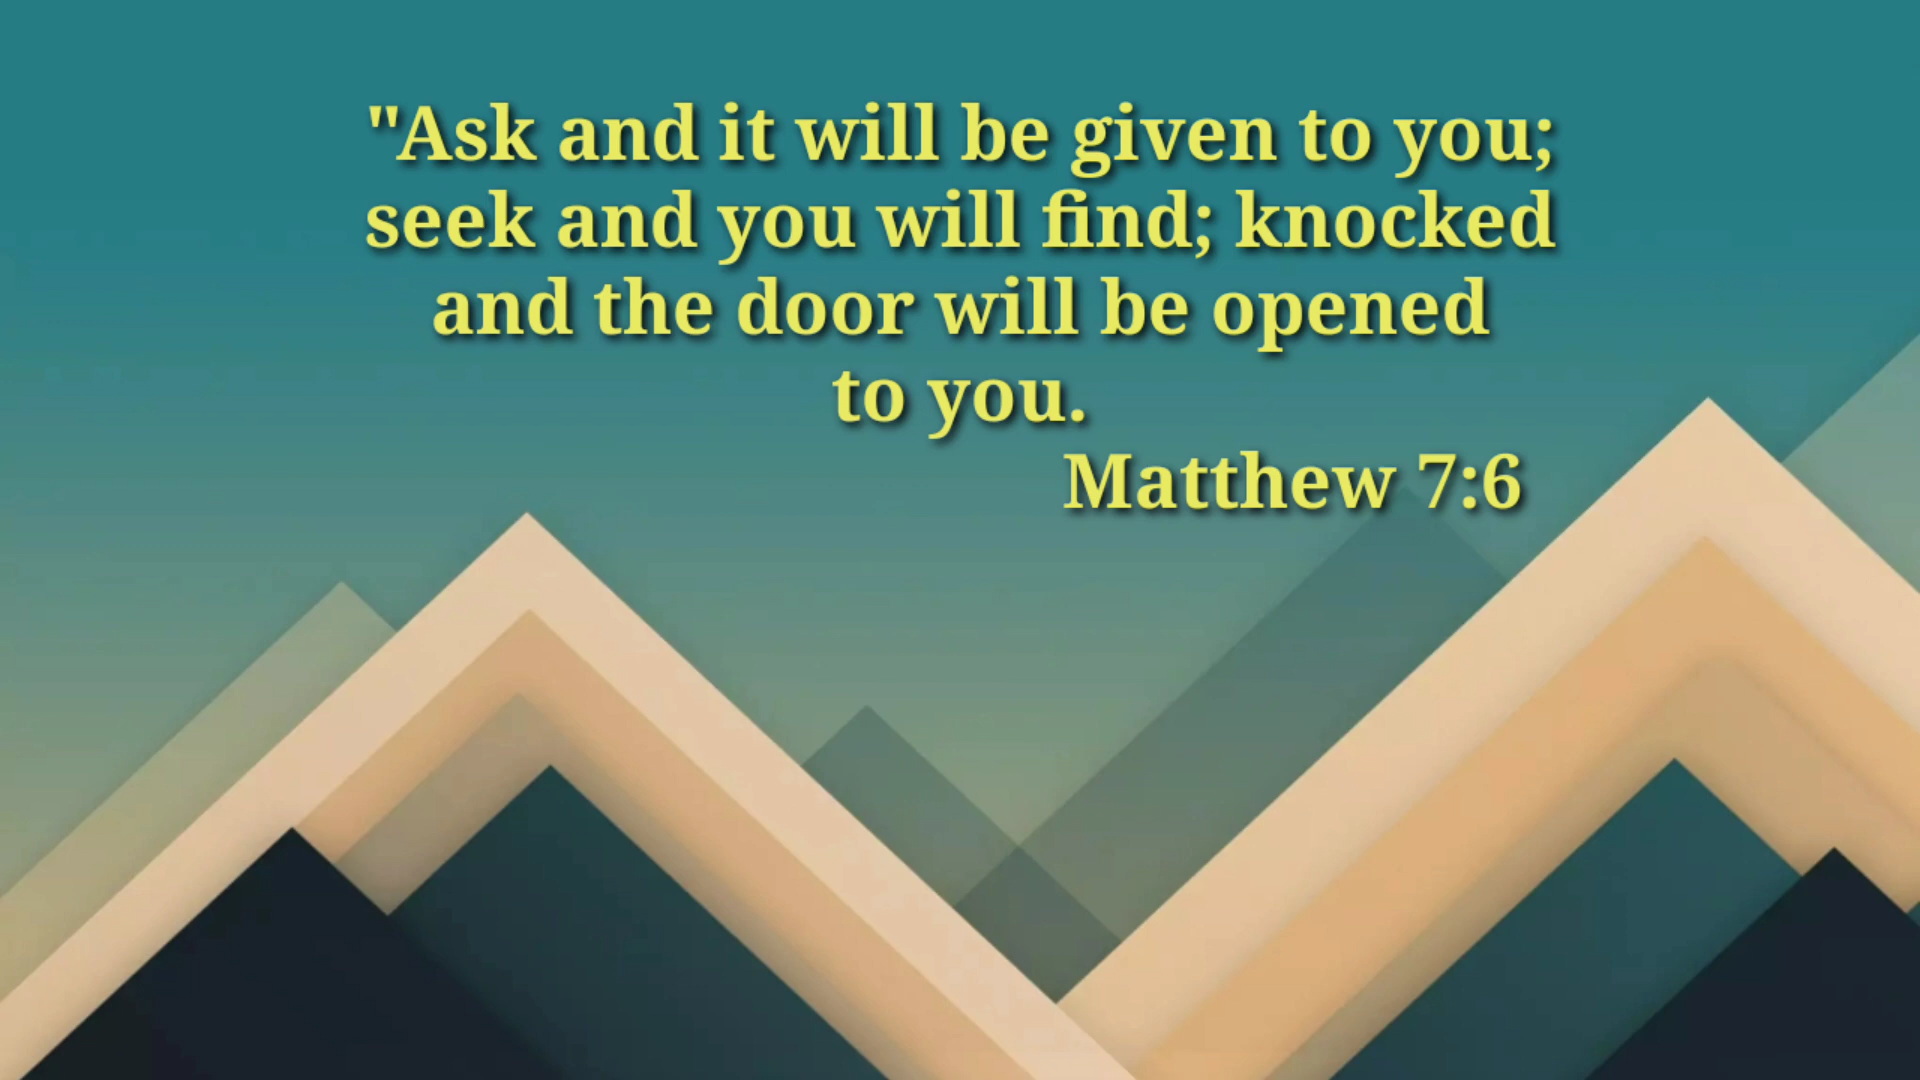 "Ask and it will be given to you;
seek and you will find; knocked
and the door will be opened
to you.
Matthew 7:6